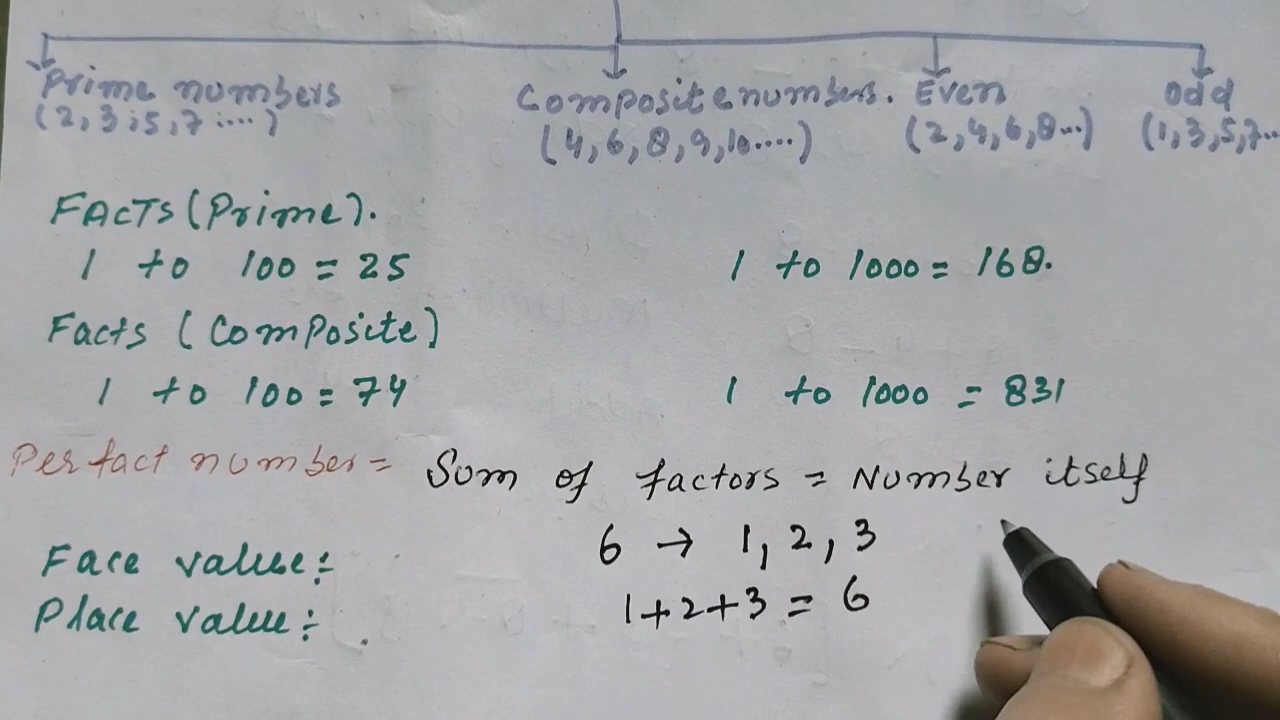 Prime numbers Composite numbers. Even odd
(2, 3, 5, 7 ....) (4, 6, 8, 9, 10....) (2, 4, 6, 8...) (1, 3, 5, 7...
FACTS (Prime).
1 to 100 = 25 1 to 1000 = 168.
Facts (Composite)
1 to 100 = 74 1 to 1000 = 831
Perfact number = Sum of factors = Number itself
6 → 1, 2, 3
Face value :-
1+2+3 = 6
Place value :-